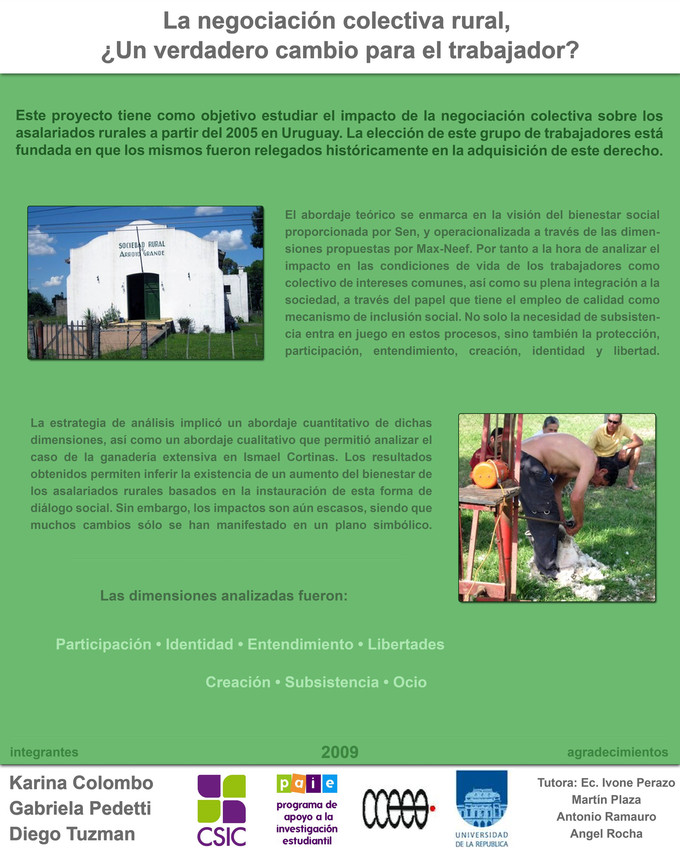 La negociación colectiva rural,
¿Un verdadero cambio para el trabajador?
Este proyecto tiene como objetivo estudiar el impacto de la negociación colectiva sobre los
asalariados rurales a partir del 2005 en Uruguay. La elección de este grupo de trabajadores está
fundada en que los mismos fueron relegados históricamente en la adquisición de este derecho.
SOCIEDAD RURAL
ARROYO GRANDE
El abordaje teórico se enmarca en la visión del bienestar social
proporcionada por Sen, y operacionalizada a través de las dimen-
siones propuestas por Max-Neef. Por tanto a la hora de analizar el
impacto en las condiciones de vida de los trabajadores como
colectivo de intereses comunes, así como su plena integración a la
sociedad, a través del papel que tiene el empleo de calidad como
mecanismo de inclusión social. No solo la necesidad de subsisten-
cia entra en juego en estos procesos, sino también la protección,
participación, entendimiento, creación, identidad y libertad.
La estrategia de análisis implicó un abordaje cuantitativo de dichas
dimensiones, así como un abordaje cualitativo que permitió analizar el
caso de la ganadería extensiva en Ismael Cortinas. Los resultados
obtenidos permiten inferir la existencia de un aumento del bienestar de
los asalariados rurales basados en la instauración de esta forma de
diálogo social. Sin embargo, los impactos son aún escasos, siendo que
muchos cambios sólo se han manifestado en un plano simbólico.
Las dimensiones analizadas fueron:
Participación • Identidad • Entendimiento • Libertades
Creación • Subsistencia • Ocio
integrantes
2009
agradecimientos
Karina Colombo
Gabriela Pedetti
Diego Tuzman
CSIC
paie
programa de
apoyo a la
investigación
estudiantil
cceea
UNIVERSIDAD
DE LA REPUBLICA
Tutora: Ec. Ivone Perazo
Martin Plaza
Antonio Ramauro
Angel Rocha